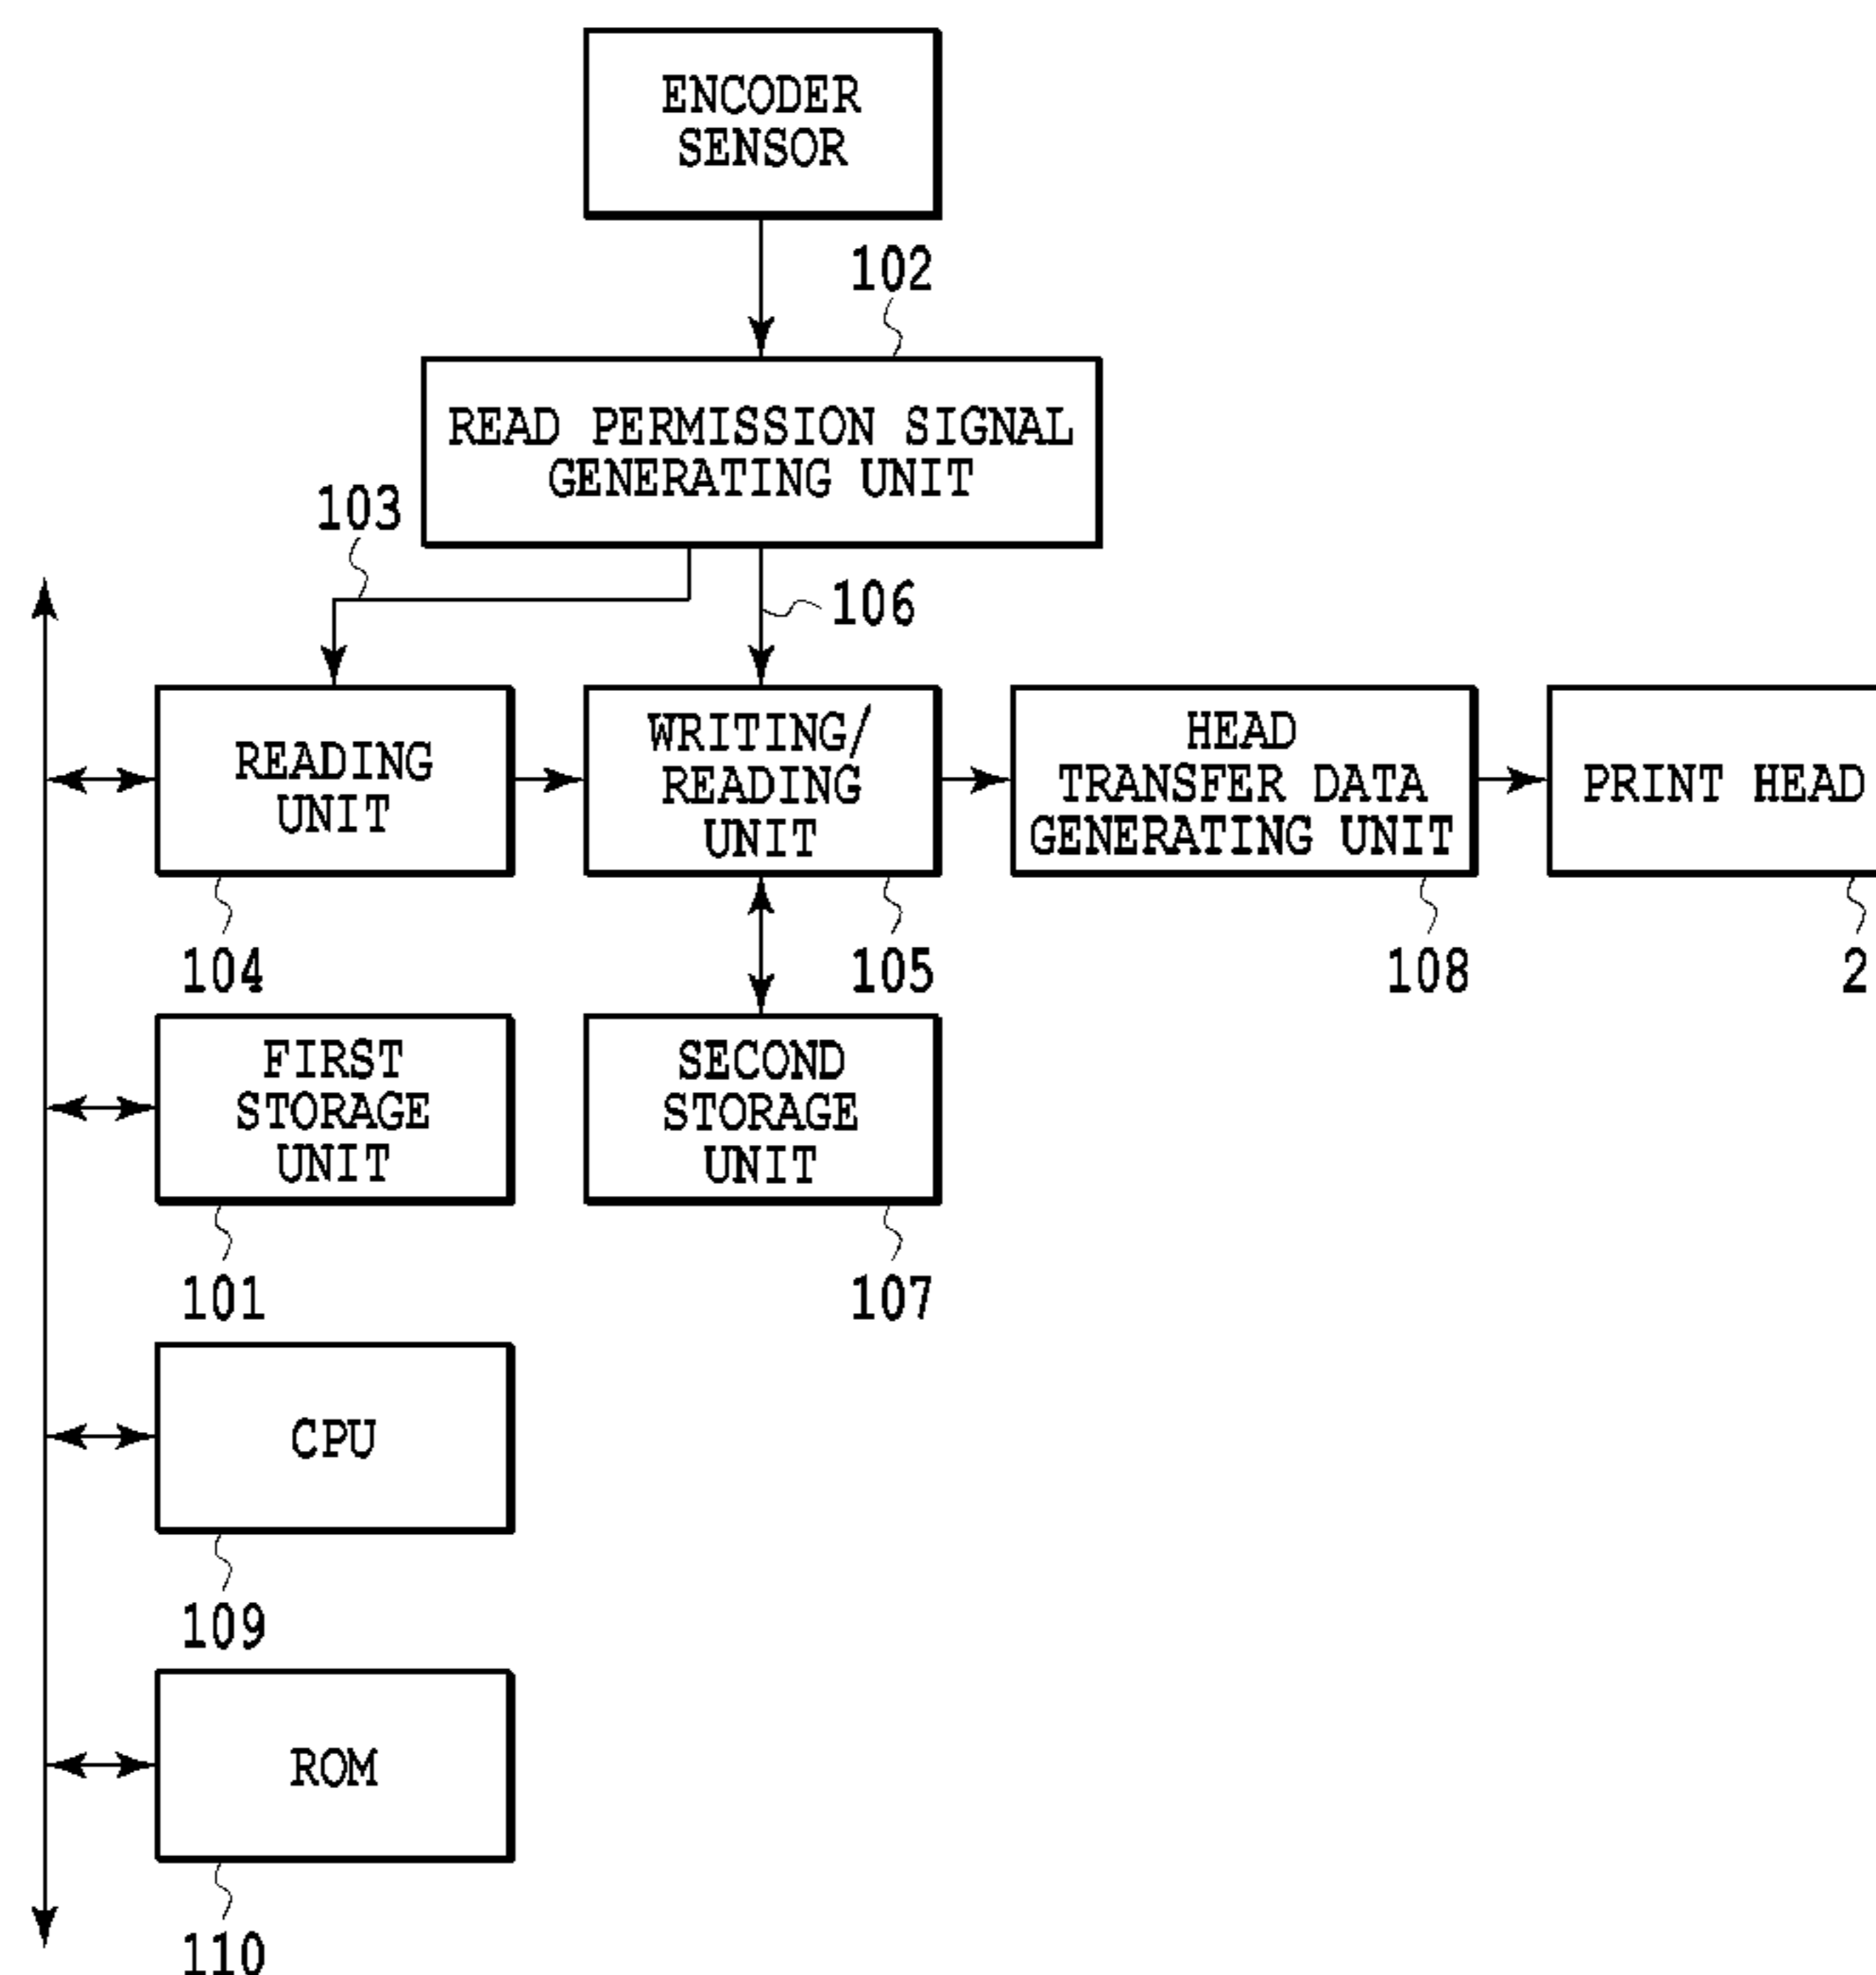 ENCODER
SENSOR
102
READ PERMISSION SIGNAL
GENERATING UNIT
103
106
READING
UNIT
WRITING/
READING
UNIT
HEAD
TRANSFER DATA
GENERATING UNIT
PRINT HEAD
104
105
108
2
FIRST
STORAGE
UNIT
SECOND
STORAGE
UNIT
101
107
CPU
109
ROM
110